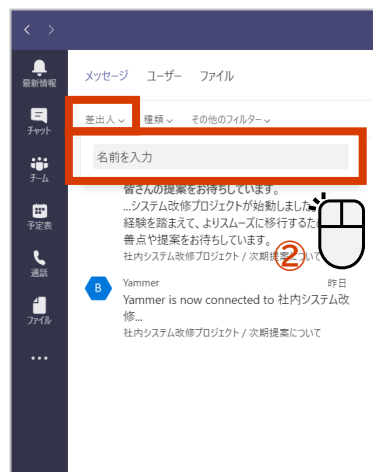 最新情報
チャット
チーム
予定表
通話
ファイル
メッセージ ユーザー ファイル
差出人 種類 その他のフィルター
名前を入力
皆さんの提案をお待ちしています。
...システム改修プロジェクトが始動しました
経験を踏まえて、よりスムーズに移行するた
善点や提案をお待ちしています。
社内システム改修プロジェクト / 次期提案について
②
B
Yammer 昨日
Yammer is now connected to 社内システム改
修...
社内システム改修プロジェクト / 次期提案について